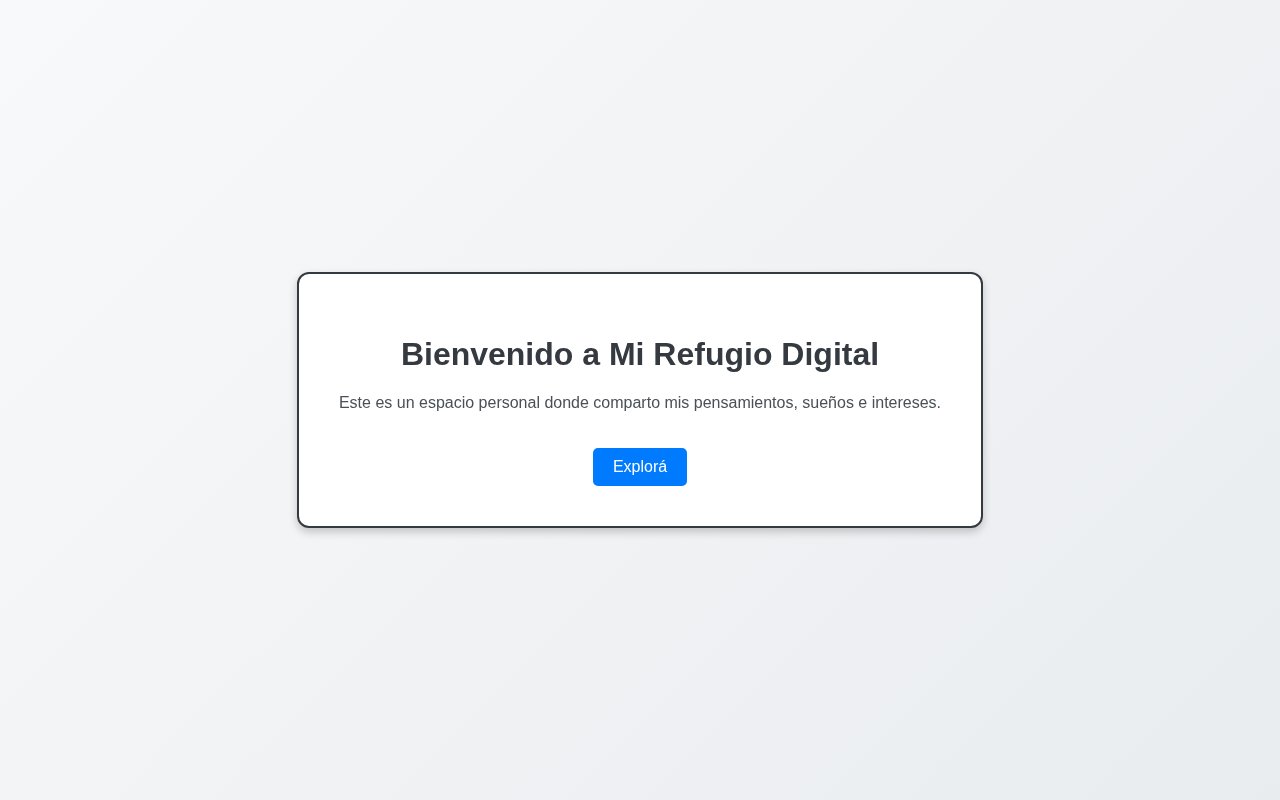 Bienvenido a Mi Refugio Digital
Este es un espacio personal donde comparto mis pensamientos, sueños e intereses.
Explorá